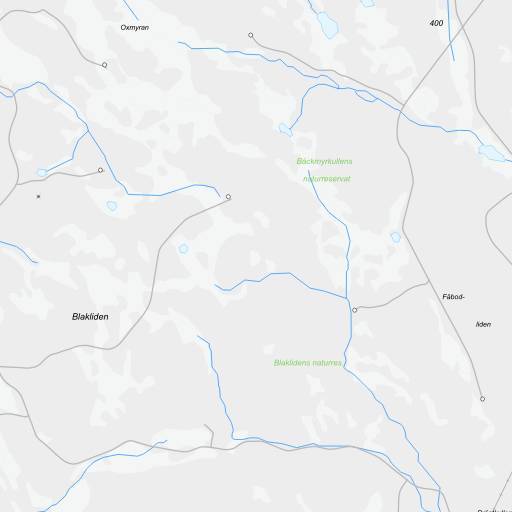 400
Oxmyran
Bäckmyrkullens
naturreservat
Fäbod-
liden
Blakliden
Blaklidens naturres